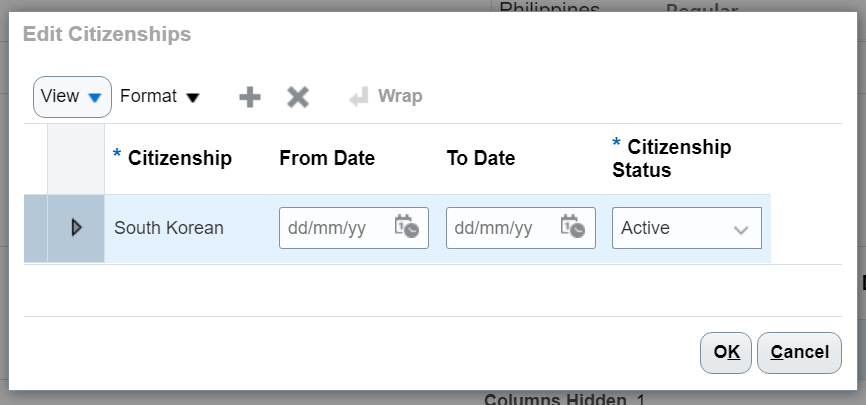 Philippines Regular
Edit Citizenships
View Format Wrap
* Citizenship From Date To Date * Citizenship
Status
South Korean dd/mm/yy dd/mm/yy Active
OK Cancel
Columns Hidden 1